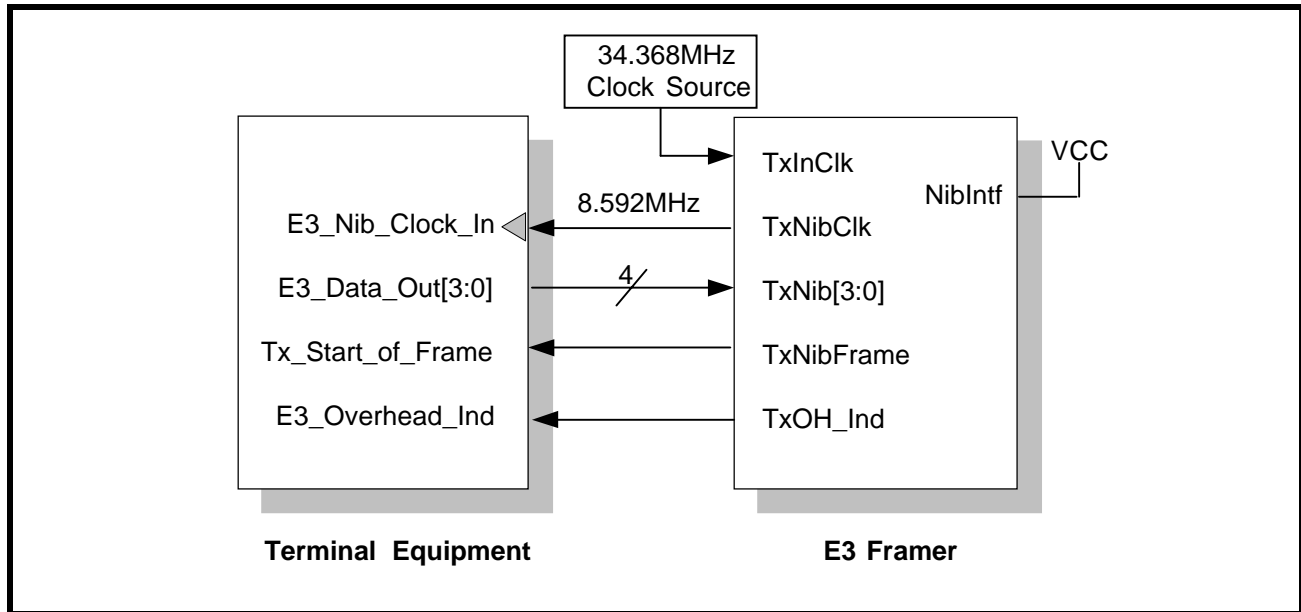 34.368MHz
Clock Source
TxInClk
VCC
NibIntf
8.592MHz
E3_Nib_Clock_In
TxNibClk
E3_Data_Out[3:0]
4
TxNib[3:0]
Tx_Start_of_Frame
TxNibFrame
E3_Overhead_Ind
TxOH_Ind
Terminal Equipment
E3 Framer